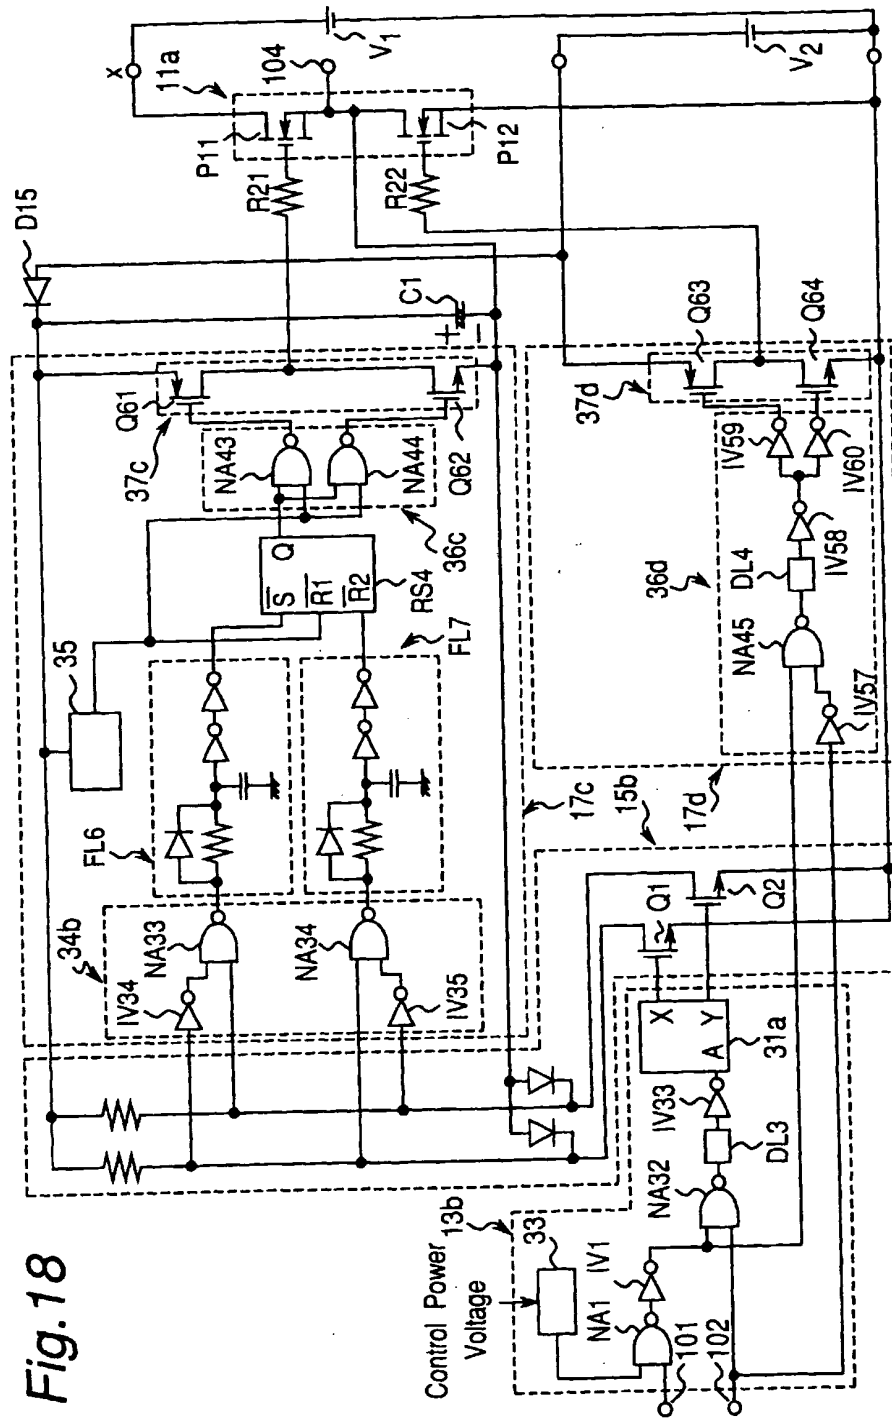 Fig.18
D15
x
11a
P11
104
V1
R21
R22
P12
V2
35
Q61
37c
C1
+
-
NA43
NA44
Q62
36c
Q
S
R1
R2
RS4
FL6
FL7
34b
IV34
NA33
NA34
IV35
17c
15b
17d
Q63
Q64
37d
IV59
IV60
36d
DL4
IV58
NA45
IV57
Q1
Q2
X
Y
A
31a
IV33
DL3
NA32
13b
33
Control Power
Voltage
IV1
NA1
101
102